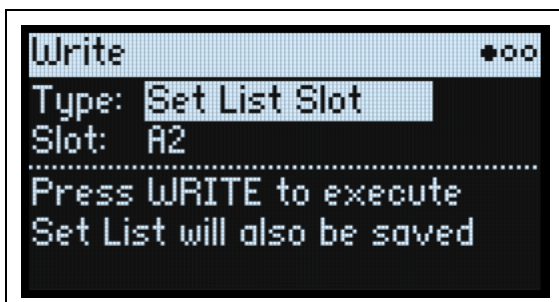 Write
Type: Set List Slot
Slot: A2
Press WRITE to execute
Set List will also be saved